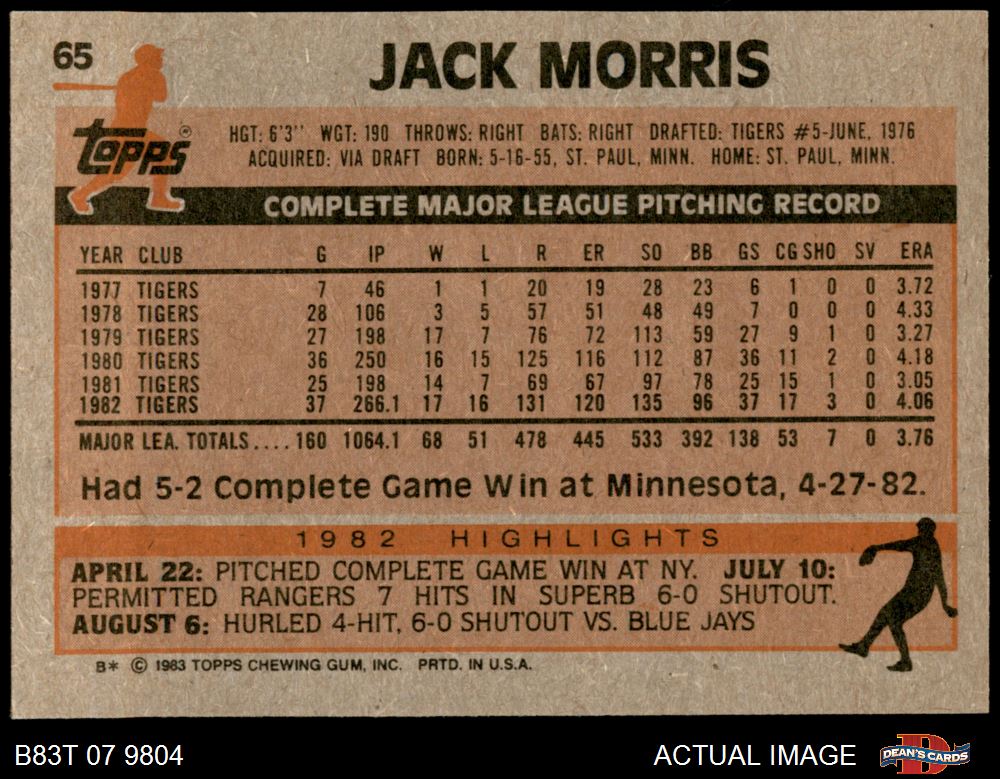 65
JACK MORRIS
Topps®
HGT: 6'3'' WGT: 190 THROWS: RIGHT BATS: RIGHT DRAFTED: TIGERS #5-JUNE, 1976
ACQUIRED: VIA DRAFT BORN: 5-16-55, ST. PAUL, MINN. HOME: ST. PAUL, MINN.
COMPLETE MAJOR LEAGUE PITCHING RECORD
YEAR CLUB G IP W L R ER SO BB GS CG SHO SV ERA
1977 TIGERS 7 46 1 1 20 19 28 23 6 1 0 0 3.72
1978 TIGERS 28 106 3 5 57 51 48 49 7 0 0 0 4.33
1979 TIGERS 27 198 17 7 76 72 113 59 27 9 1 0 3.27
1980 TIGERS 36 250 16 15 125 116 112 87 36 11 2 0 4.18
1981 TIGERS 25 198 14 7 69 67 97 78 25 15 1 0 3.05
1982 TIGERS 37 266.1 17 16 131 120 135 96 37 17 3 0 4.06
MAJOR LEA. TOTALS.... 160 1064.1 68 51 478 445 533 392 138 53 7 0 3.76
Had 5-2 Complete Game Win at Minnesota, 4-27-82.
1982 HIGHLIGHTS
APRIL 22: PITCHED COMPLETE GAME WIN AT NY. JULY 10:
PERMITTED RANGERS 7 HITS IN SUPERB 6-0 SHUTOUT.
AUGUST 6: HURLED 4-HIT, 6-0 SHUTOUT VS. BLUE JAYS
B* © 1983 TOPPS CHEWING GUM, INC. PRTD. IN U.S.A.
B83T 07 9804
ACTUAL IMAGE
D
DEAN'S CARDS